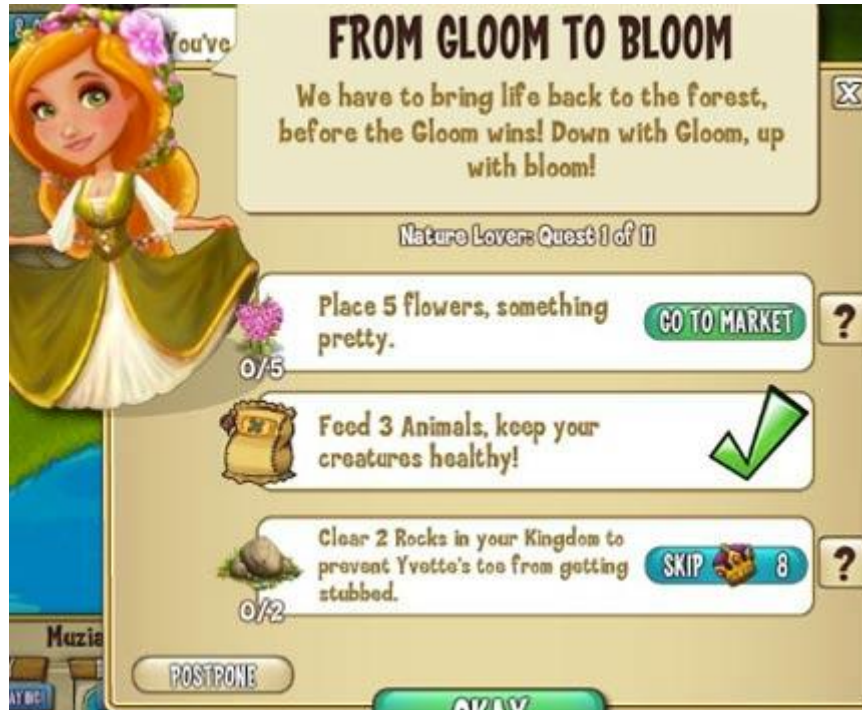 You've
FROM GLOOM TO BLOOM
We have to bring life back to the forest,
before the Gloom wins! Down with Gloom, up
with bloom!
X
Nature Lover: Quest 1 of 11
Place 5 flowers, something
pretty.
GO TO MARKET
?
0/5
Feed 3 Animals, keep your
creatures healthy!
Clear 2 Rocks in your Kingdom to
prevent Yvette's toe from getting
stubbed.
SKIP 8
?
0/2
Muzia
POSTPONE
OKAY